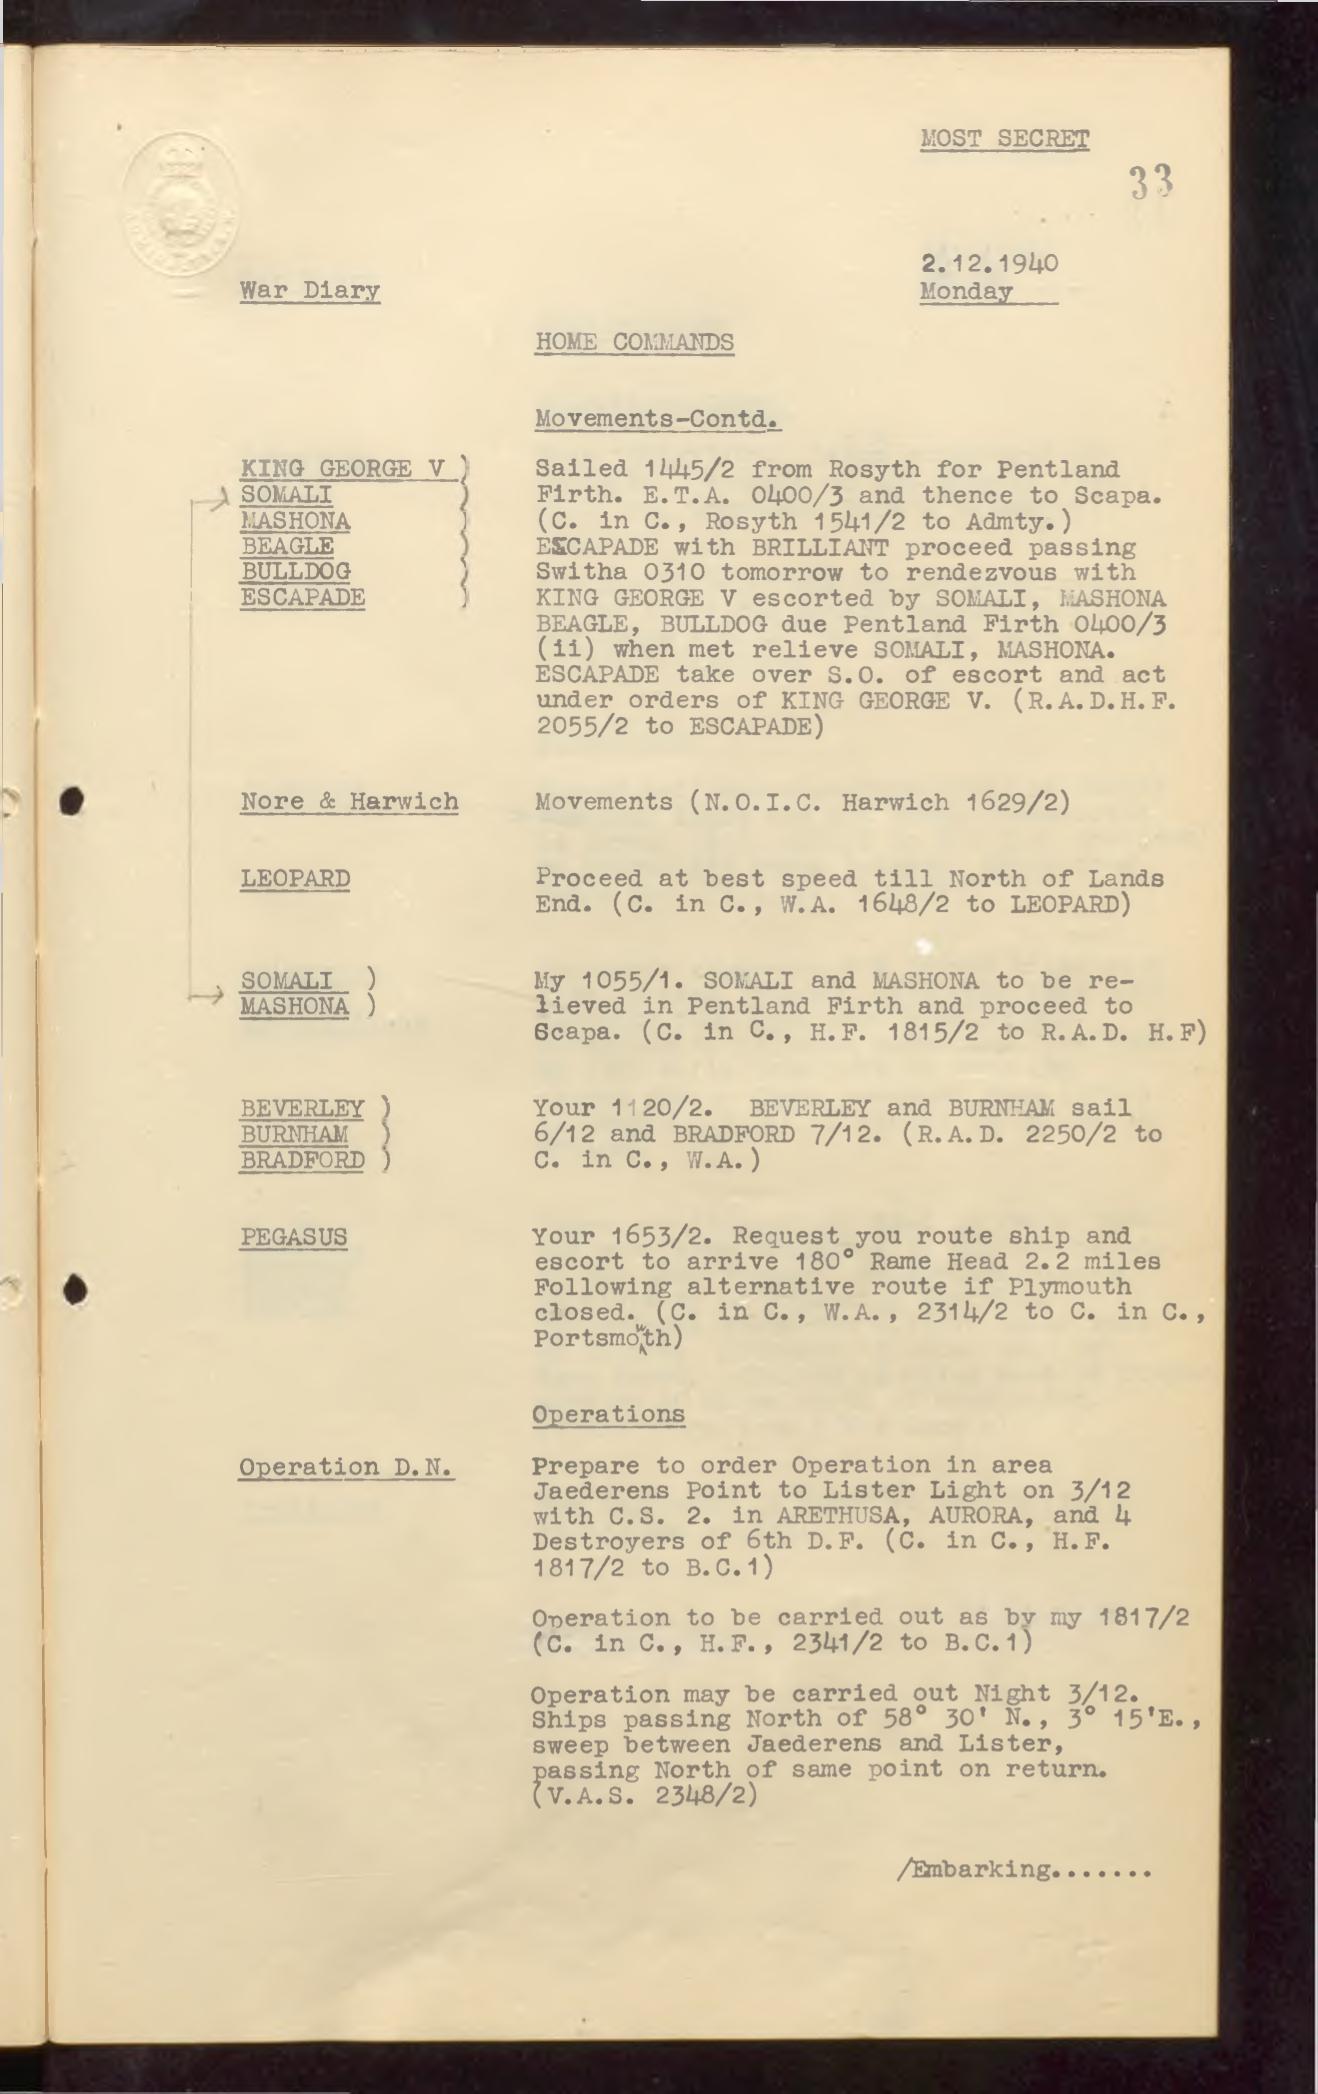 MOST SECRET
33
2.12.1940
War Diary
Monday
HOME COMMANDS
Movements-Contd.
KING GEORGE V )
SOMALI )
MASHONA )
BEAGLE )
BULLDOG )
ESCAPADE )
Sailed 1445/2 from Rosyth for Pentland
Firth. E.T.A. 0400/3 and thence to Scapa.
(C. in C., Rosyth 1541/2 to Admty.)
ESCAPADE with BRILLIANT proceed passing
Switha 0310 tomorrow to rendezvous with
KING GEORGE V escorted by SOMALI, MASHONA
BEAGLE, BULLDOG due Pentland Firth 0400/3
(ii) when met relieve SOMALI, MASHONA.
ESCAPADE take over S.O. of escort and act
under orders of KING GEORGE V. (R.A.D.H.F.
2055/2 to ESCAPADE)
Nore & Harwich
Movements (N.O.I.C. Harwich 1629/2)
LEOPARD
Proceed at best speed till North of Lands
End. (C. in C., W.A. 1648/2 to LEOPARD)
SOMALI )
MASHONA )
My 1055/1. SOMALI and MASHONA to be re-
lieved in Pentland Firth and proceed to
Scapa. (C. in C., H.F. 1815/2 to R.A.D. H.F)
BEVERLEY )
BURNHAM )
BRADFORD )
Your 1120/2. BEVERLEY and BURNHAM sail
6/12 and BRADFORD 7/12. (R.A.D. 2250/2 to
C. in C., W.A.)
PEGASUS
Your 1653/2. Request you route ship and
escort to arrive 180° Rame Head 2.2 miles
Following alternative route if Plymouth
closed. (C. in C., W.A., 2314/2 to C. in C.,
Portsmouth)
Operations
Operation D.N.
Prepare to order Operation in area
Jaederens Point to Lister Light on 3/12
with C.S. 2. in ARETHUSA, AURORA, and 4
Destroyers of 6th D.F. (C. in C., H.F.
1817/2 to B.C.1)
Operation to be carried out as by my 1817/2
(C. in C., H.F., 2341/2 to B.C.1)
Operation may be carried out Night 3/12.
Ships passing North of 58° 30' N., 3° 15'E.,
sweep between Jaederens and Lister,
passing North of same point on return.
(V.A.S. 2348/2)
/Embarking.......